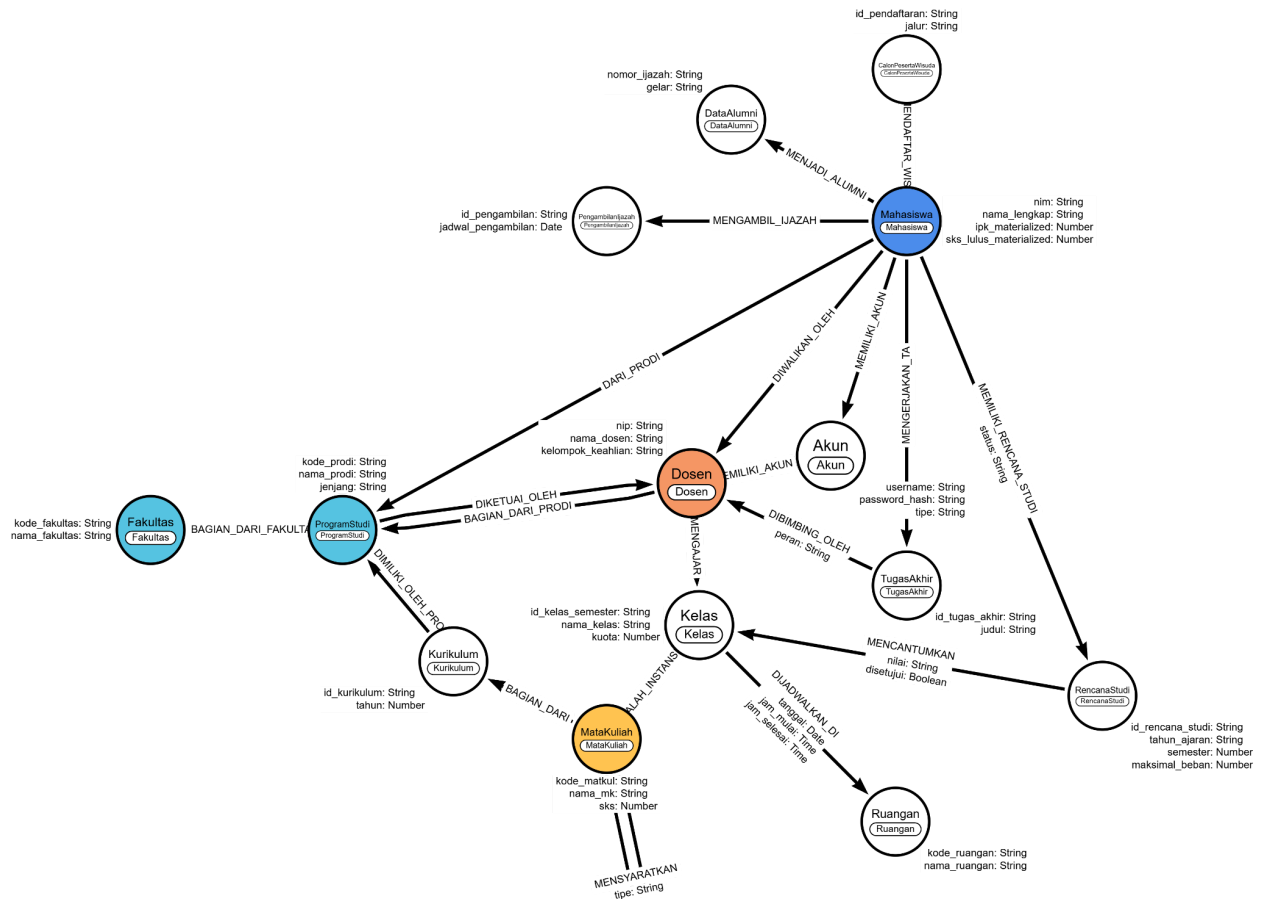 id_pendaftaran: String
jalur: String
CalonPesertaWisuda
CalonPesertaWisuda
ENDAFTAR_WIS
nomor_ijazah: String
gelar: String
DataAlumni
DataAlumni
MENJADI_ALUMNI
id_pengambilan: String
jadwal_pengambilan: Date
PengambilanIjazah
PengambilanIjazah
MENGAMBIL_IJAZAH
Mahasiswa
Mahasiswa
nim: String
nama_lengkap: String
ipk_materialized: Number
sks_lulus_materialized: Number
DARI_PRODI
DIWALIKAN_OLEH
MEMILIKI_AKUN
MENGERJAKAN_TA
MEMILIKI_RENCANA_STUDI
status: String
nip: String
nama_dosen: String
kelompok_keahlian: String
Dosen
Dosen
EMILIKI_AKUN
Akun
Akun
username: String
password_hash: String
tipe: String
kode_prodi: String
nama_prodi: String
jenjang: String
ProgramStudi
ProgramStudi
DIKETUAI_OLEH
BAGIAN_DARI_PRODI
kode_fakultas: String
nama_fakultas: String
Fakultas
Fakultas
BAGIAN_DARI_FAKULTA
DIBIMBING_OLEH
peran: String
TugasAkhir
TugasAkhir
id_tugas_akhir: String
judul: String
MENGAJAR
DIMILIKI_OLEH_PRO
id_kelas_semester: String
nama_kelas: String
kuota: Number
Kelas
Kelas
MENCANTUMKAN
nilai: String
disetujui: Boolean
RencanaStudi
RencanaStudi
id_rencana_studi: String
tahun_ajaran: String
semester: Number
maksimal_beban: Number
Kurikulum
Kurikulum
id_kurikulum: String
tahun: Number
BAGIAN_DARI
ALAH_INSTANS
DIJADWALKAN_DI
tanggal: Date
jam_mulai: Time
jam_selesai: Time
MataKuliah
MataKuliah
kode_matkul: String
nama_mk: String
sks: Number
MENSYARATKAN
tipe: String
Ruangan
Ruangan
kode_ruangan: String
nama_ruangan: String